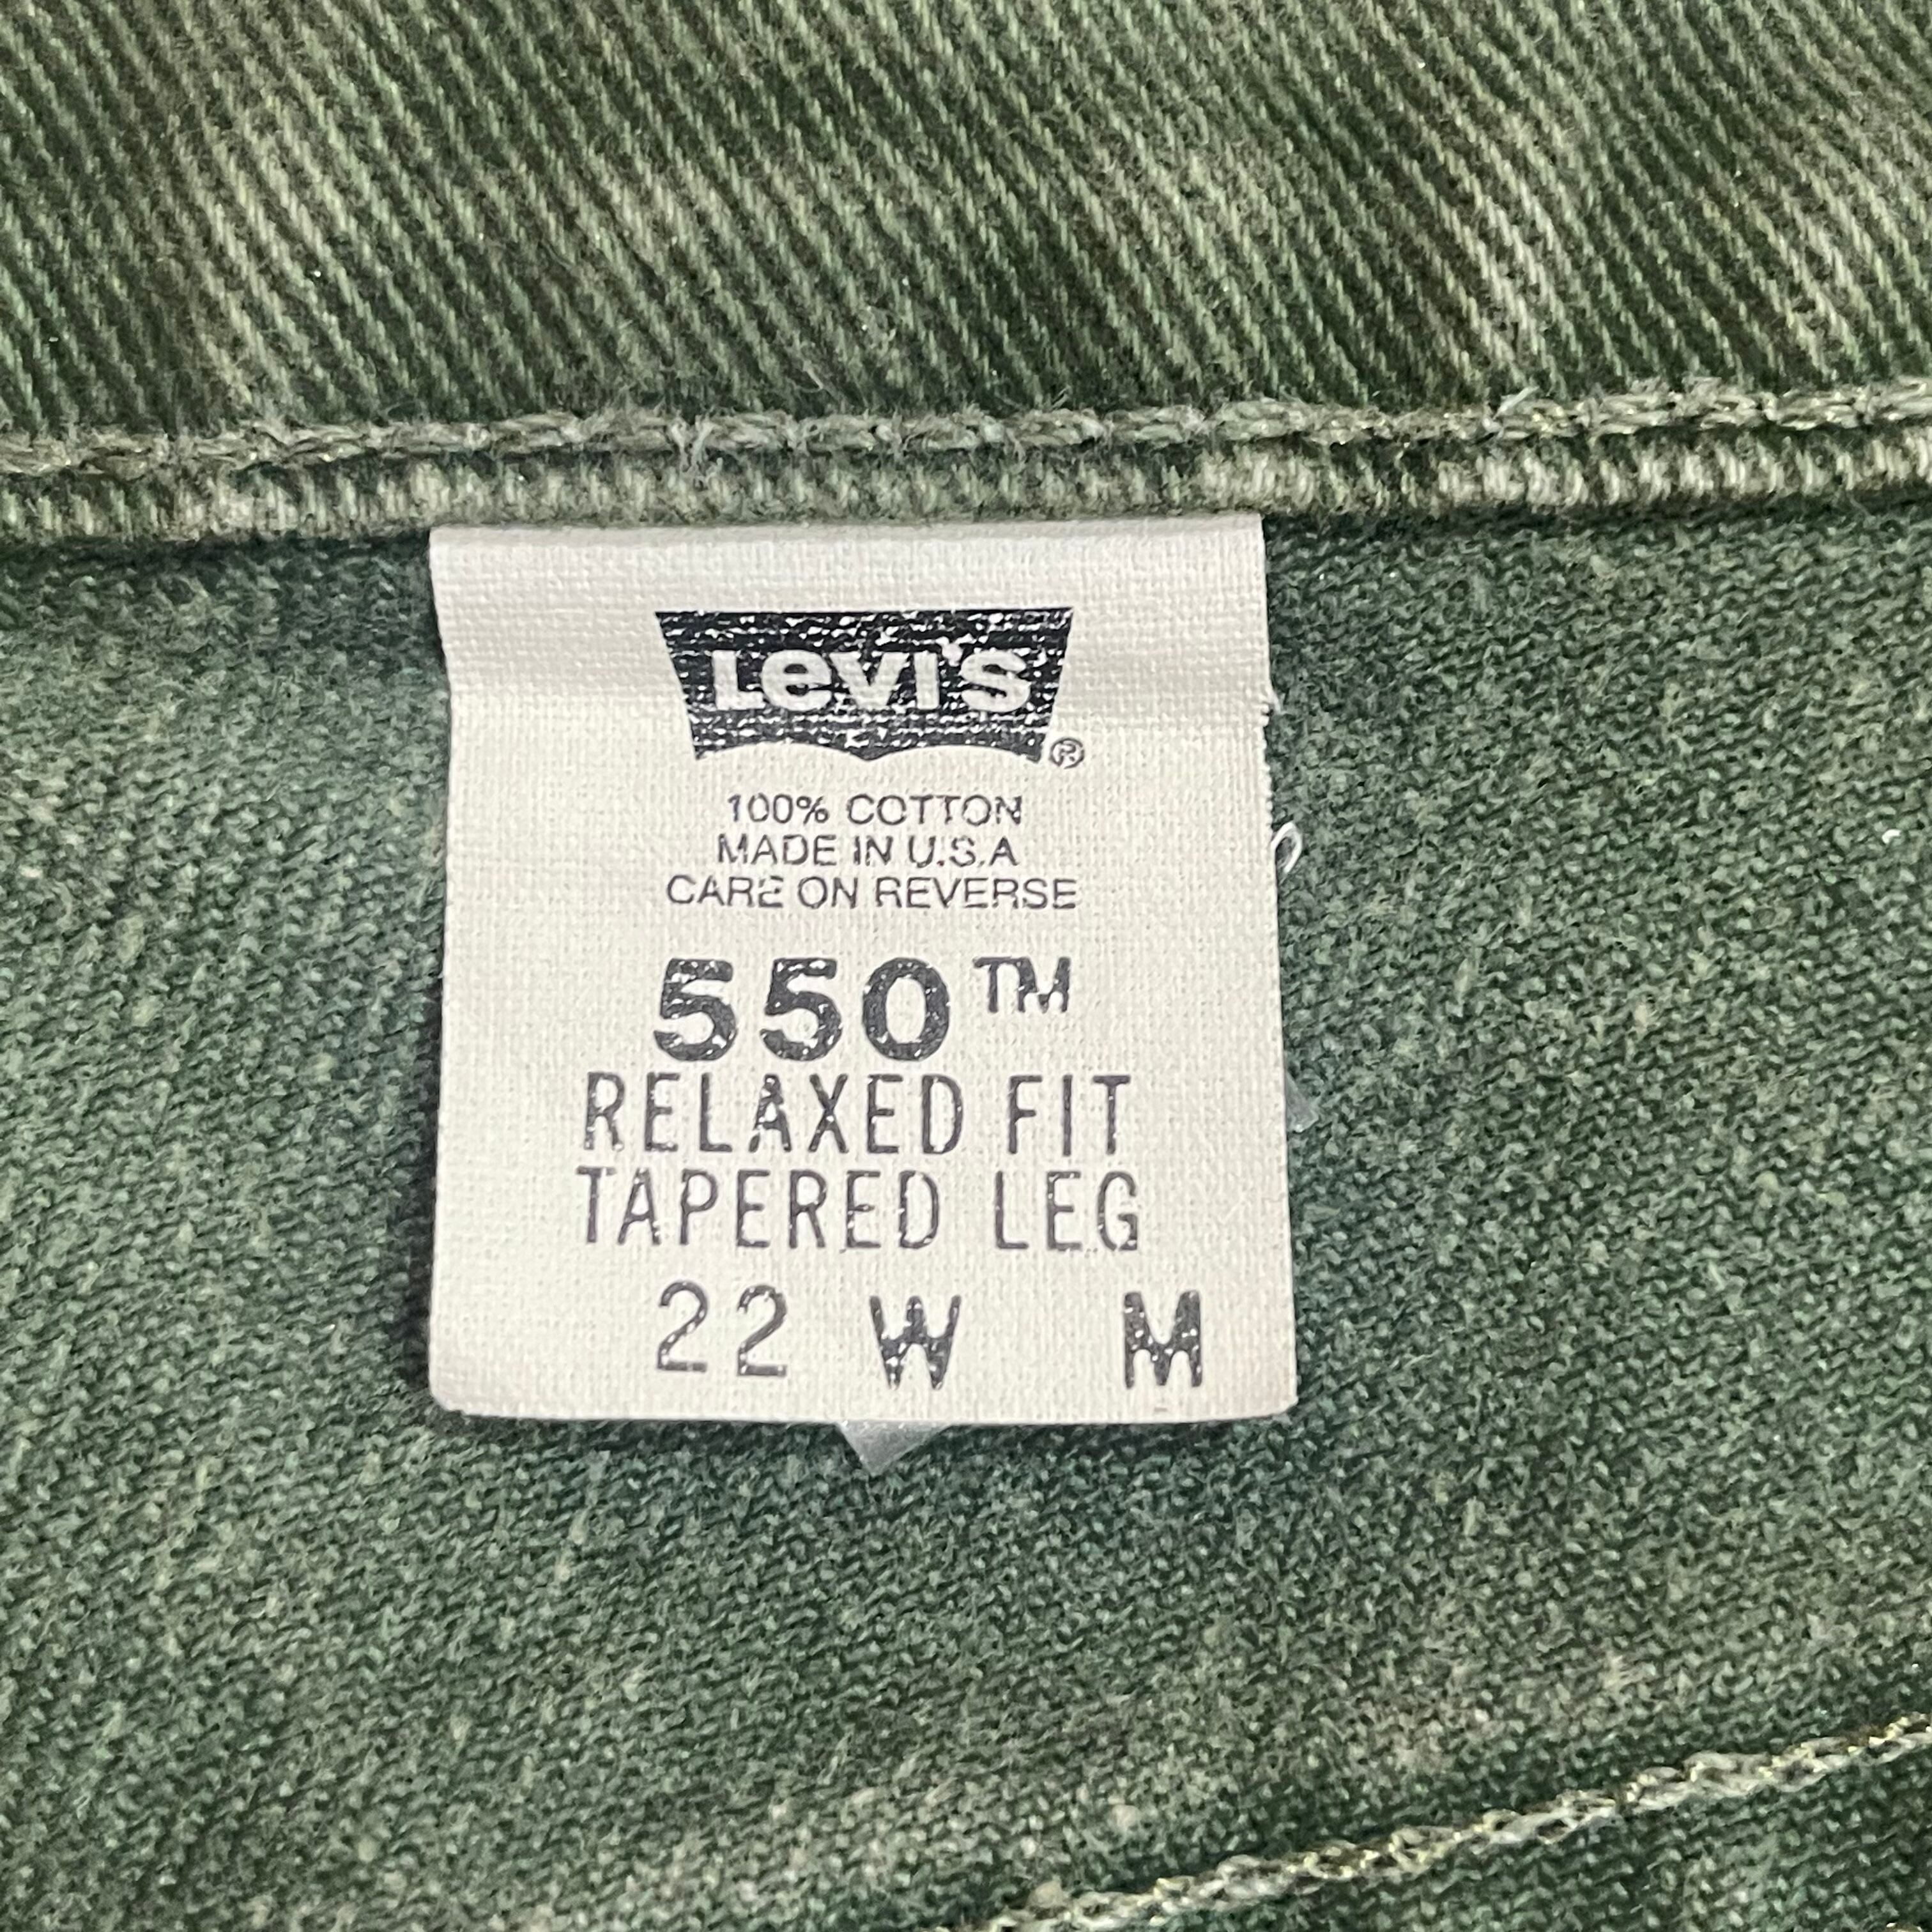 Levi's®
100% COTTON
MADE IN U.S.A
CARE ON REVERSE
550™
RELAXED FIT
TAPERED LEG
22 W M